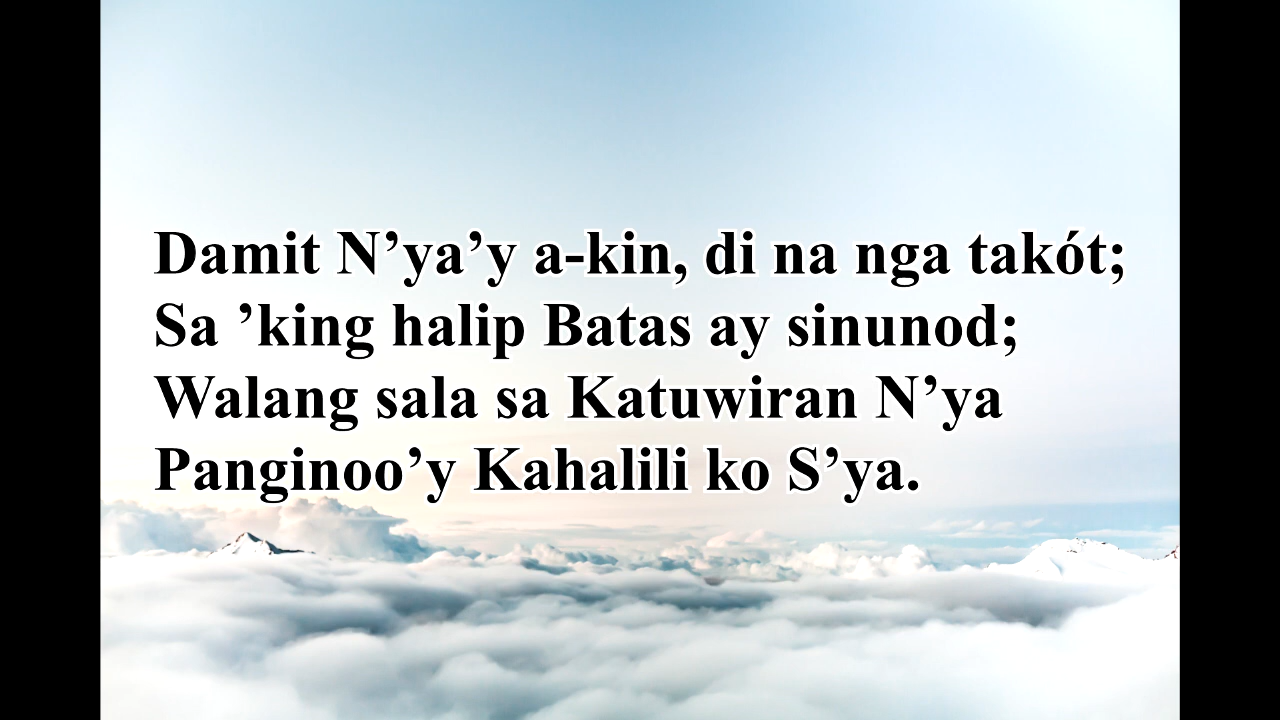 Damit N’ya’y a-kin, di na nga takót;
Sa ’king halip Batas ay sinunod;
Walang sala sa Katuwiran N’ya
Panginoo’y Kahalili ko S’ya.